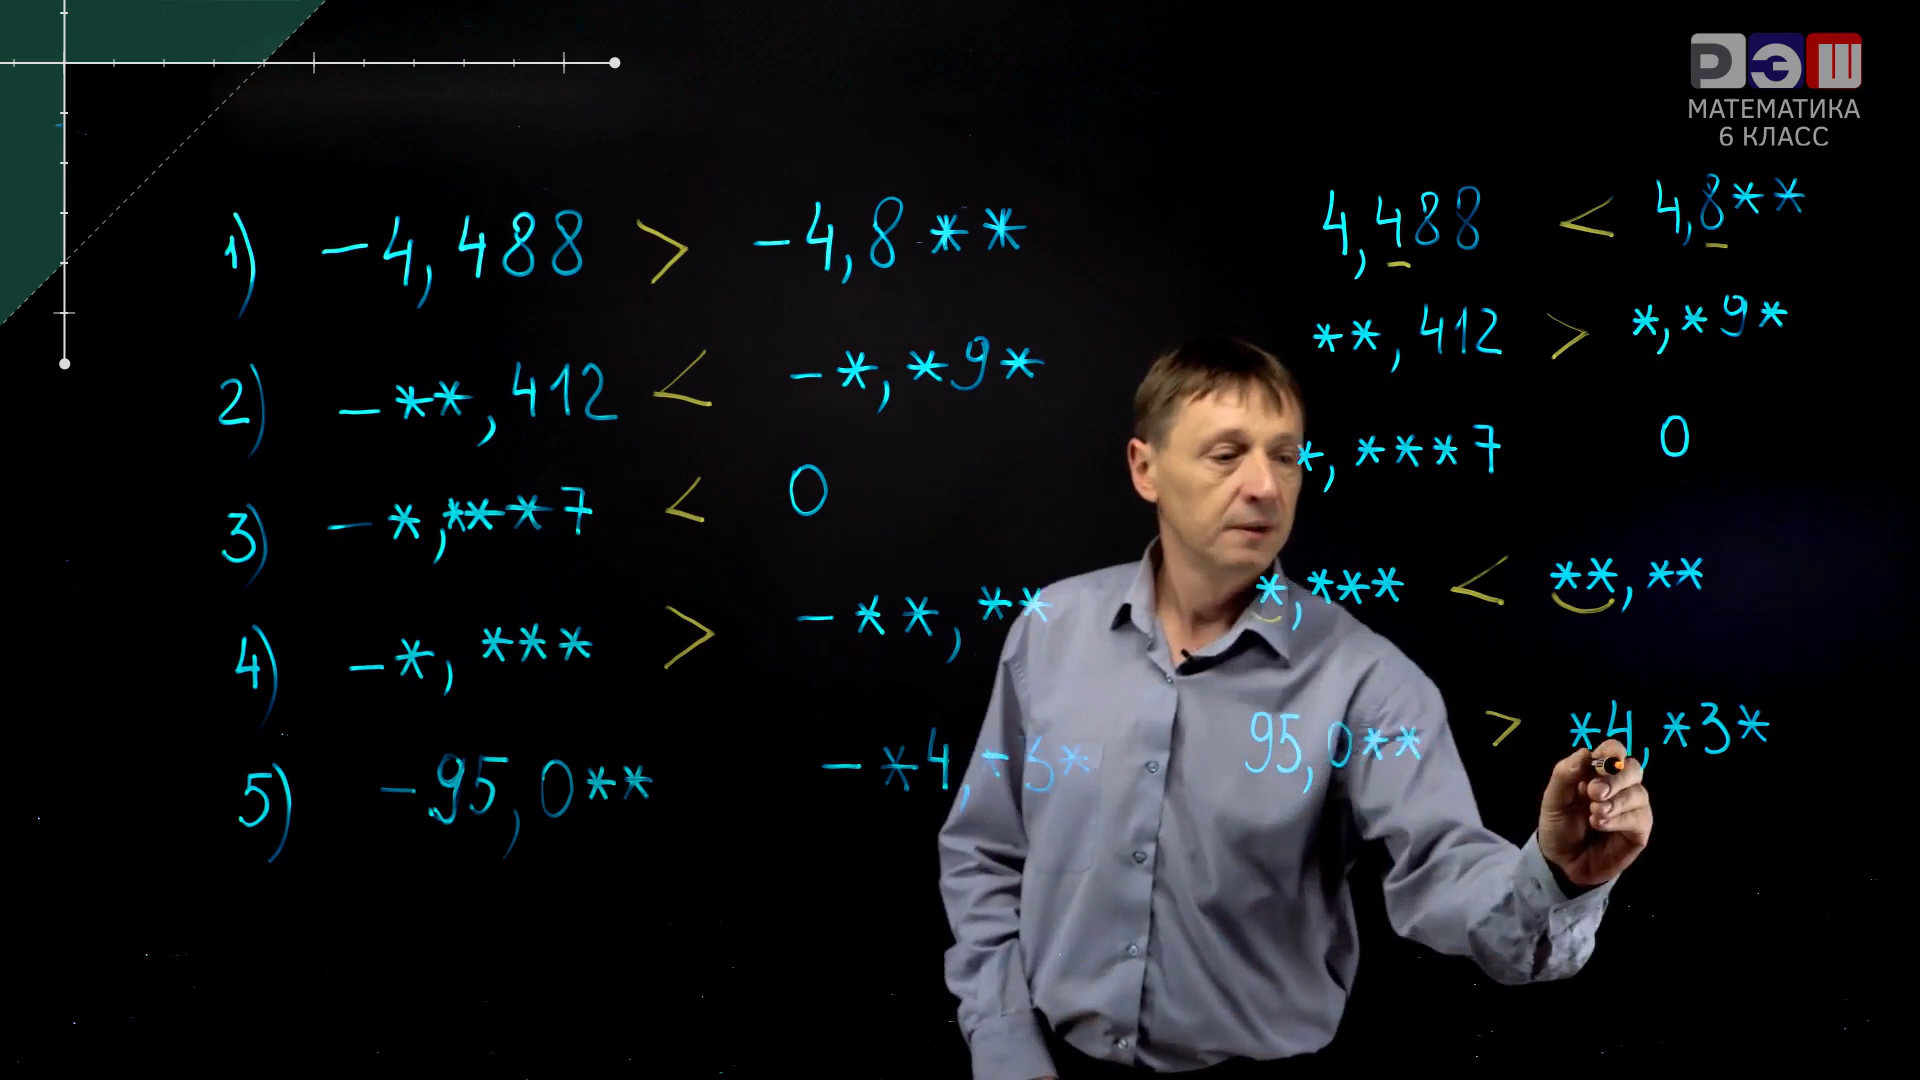 РЭШ
МАТЕМАТИКА
6 КЛАСС
1) -4,488 > -4,8** 4,488 < 4,8**
2) -**,412 < -*,*9* **,412 > *,*9*
3) -*,***7 < 0 *,***7 0
4) -*,*** > -**,** *,*** < **,**
5) -95,0** -*4,*3* 95,0** > *4,*3*